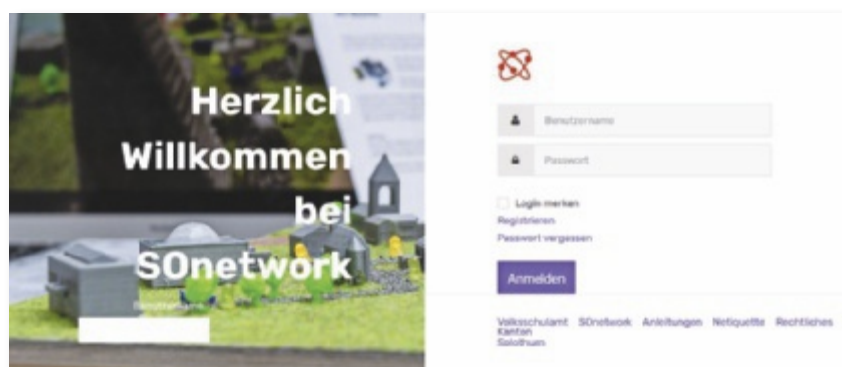 Herzlich
Willkommen
bei
SOnetwork
Benutzername
Benutzername
Passwort
Login merken
Registrieren
Passwort vergessen
Anmelden
Volksschulamt SOnetwork Anleitungen Netiquette Rechtliches
Kanton
Solothurn